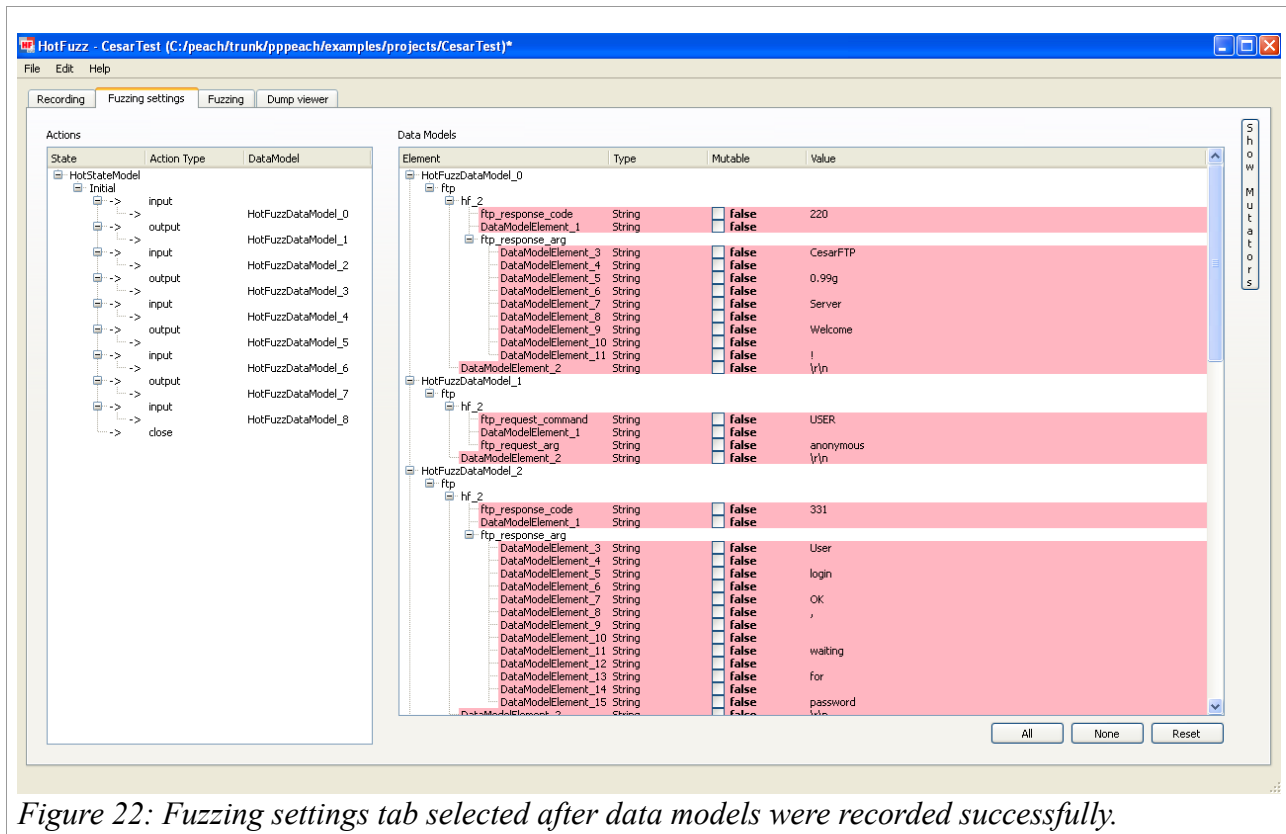 HotFuzz - CesarTest (C:/peach/trunk/pppeach/examples/projects/CesarTest)*
File Edit Help
Recording Fuzzing settings Fuzzing Dump viewer
Actions
State Action Type DataModel
HotStateModel
Initial
-> input
-> HotFuzzDataModel_0
-> output
-> HotFuzzDataModel_1
-> input
-> HotFuzzDataModel_2
-> output
-> HotFuzzDataModel_3
-> input
-> HotFuzzDataModel_4
-> output
-> HotFuzzDataModel_5
-> input
-> HotFuzzDataModel_6
-> output
-> HotFuzzDataModel_7
-> input
-> HotFuzzDataModel_8
-> close
Data Models
Element Type Mutable Value
HotFuzzDataModel_0
ftp
hf_2
ftp_response_code String false 220
DataModelElement_1 String false
ftp_response_arg
DataModelElement_3 String false CesarFTP
DataModelElement_4 String false
DataModelElement_5 String false 0.99g
DataModelElement_6 String false
DataModelElement_7 String false Server
DataModelElement_8 String false
DataModelElement_9 String false Welcome
DataModelElement_10 String false
DataModelElement_11 String false !
DataModelElement_2 String false \r\n
HotFuzzDataModel_1
ftp
hf_2
ftp_request_command String false USER
DataModelElement_1 String false
ftp_request_arg String false anonymous
DataModelElement_2 String false \r\n
HotFuzzDataModel_2
ftp
hf_2
ftp_response_code String false 331
DataModelElement_1 String false
ftp_response_arg
DataModelElement_3 String false User
DataModelElement_4 String false
DataModelElement_5 String false login
DataModelElement_6 String false
DataModelElement_7 String false OK
DataModelElement_8 String false ,
DataModelElement_9 String false
DataModelElement_10 String false
DataModelElement_11 String false waiting
DataModelElement_12 String false
DataModelElement_13 String false for
DataModelElement_14 String false
DataModelElement_15 String false password
DataModelElement_2 String false \r\n
Show Mutators
All None Reset
Figure 22: Fuzzing settings tab selected after data models were recorded successfully.